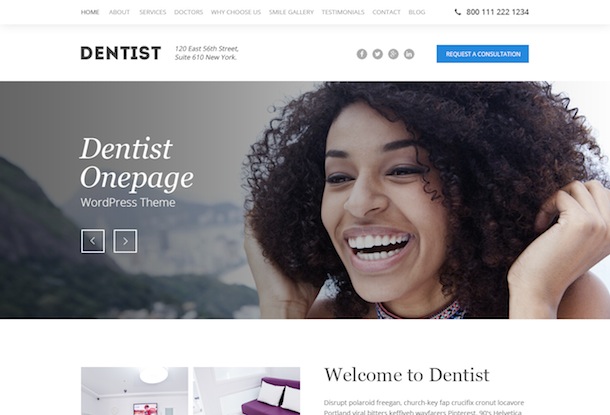 HOME ABOUT SERVICES DOCTORS WHY CHOOSE US SMILE GALLERY TESTIMONIALS CONTACT BLOG 800 111 222 1234
DENTIST
120 East 56th Street,
Suite 610 New York.
REQUEST A CONSULTATION
Dentist
Onepage
WordPress Theme
Welcome to Dentist
Disrupt polaroid freegan, church-key fap crucifix cronut locavore
Portland viral bitters keffiyeh wayfarers Pinterest. 90's Helvetica